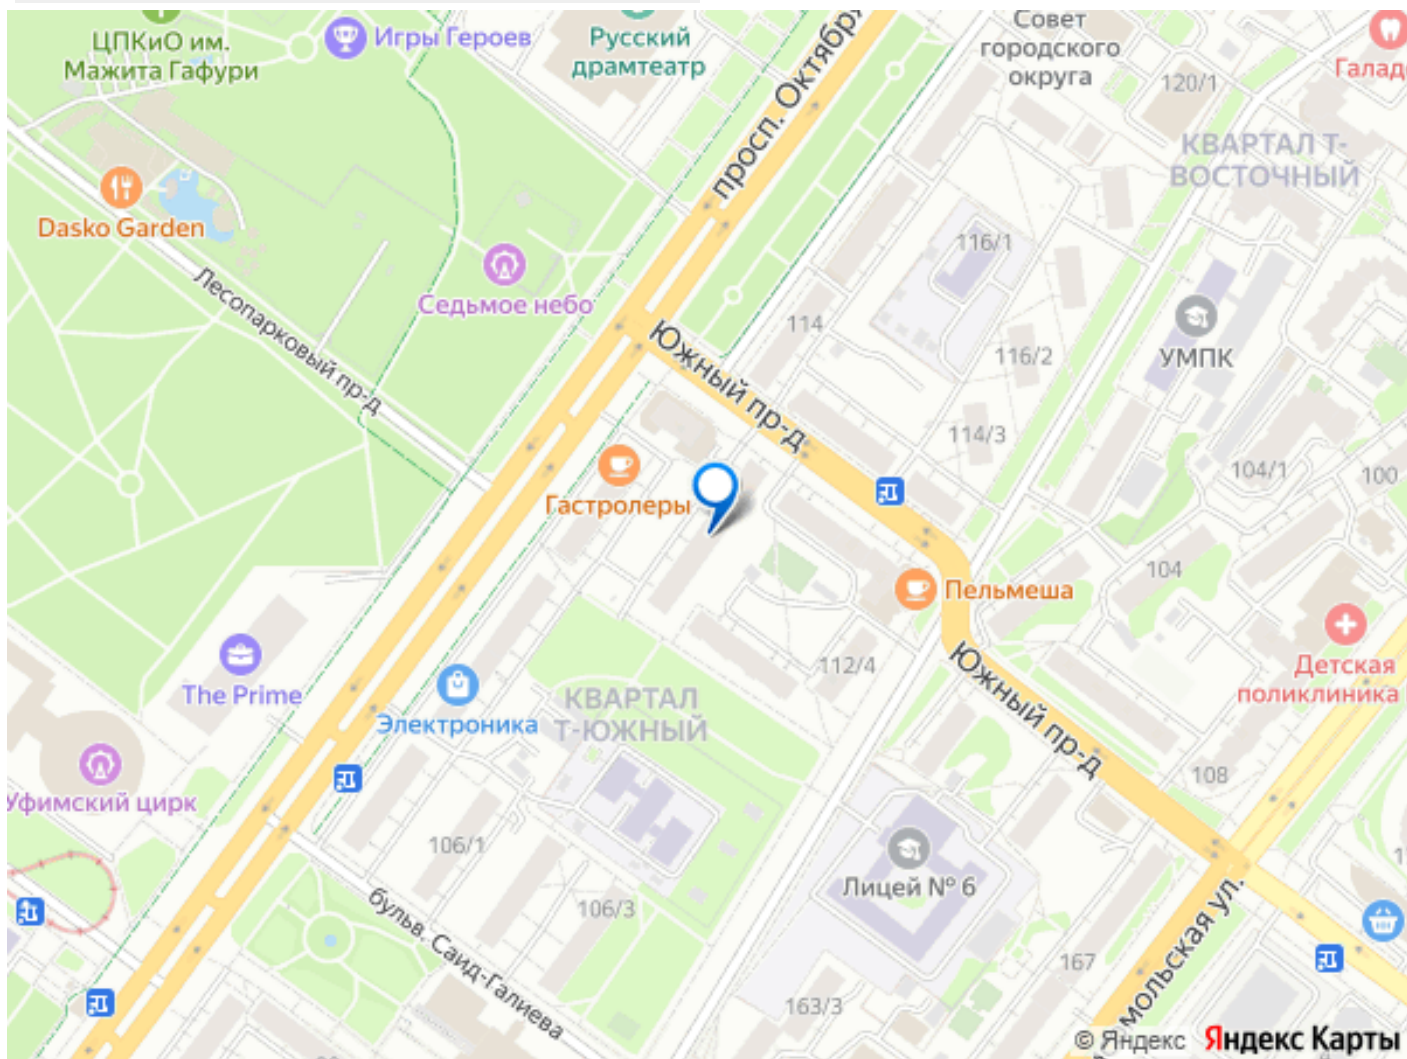 ЦПКиО им.
Мажита Гафури
Игры Героев
Русский
драмтеатр
просп. Октябр
Совет
городского
округа
120/1
Галад
КВАРТАЛ Т-
ВОСТОЧНЫЙ
Dasko Garden
Седьмое небо
Лесопарковый пр-д
116/1
114
116/2
УМПК
Южный пр-д
114/3
104/1
100
Гастролеры
Пельмеша
104
112/4
Детская
поликлиника
The Prime
Электроника
КВАРТАЛ
Т-ЮЖНЫЙ
Южный пр-д
108
Уфимский цирк
106/1
106/3
Лицей № 6
бульв. Саид-Галиева
167
163/3
мольская ул.
© Яндекс Яндекс Карты